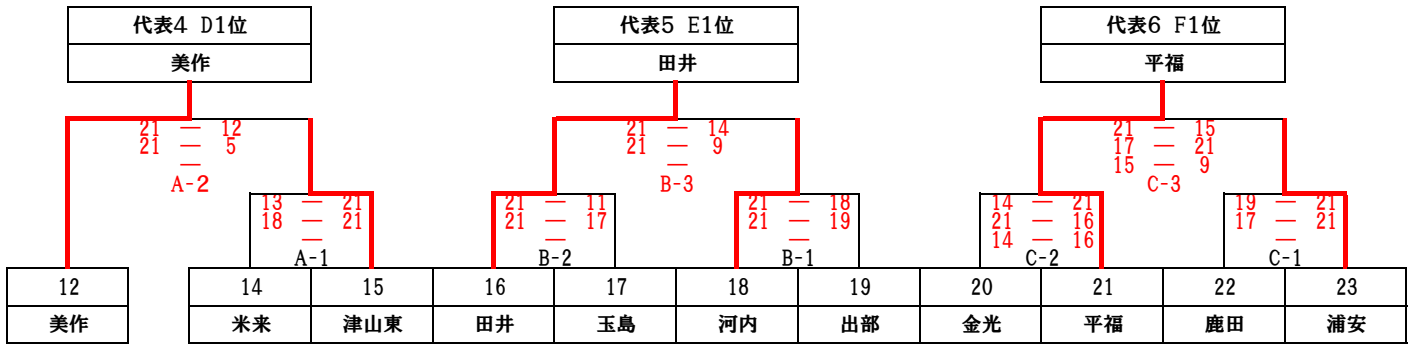 代表4 D1位 代表5 E1位 代表6 F1位
美作 田井 平福
21 — 12 21 — 14 21 — 15
21 — 5 21 — 9 17 — 21
— — 15 — 9
A-2 B-3 C-3
13 — 21 21 — 11 21 — 18 14 — 21 19 — 21
18 — 21 21 — 17 21 — 19 21 — 16 17 — 21
— — — 14 — 16 —
A-1 B-2 B-1 C-2 C-1
12 14 15 16 17 18 19 20 21 22 23
美作 米来 津山東 田井 玉島 河内 出部 金光 平福 鹿田 浦安